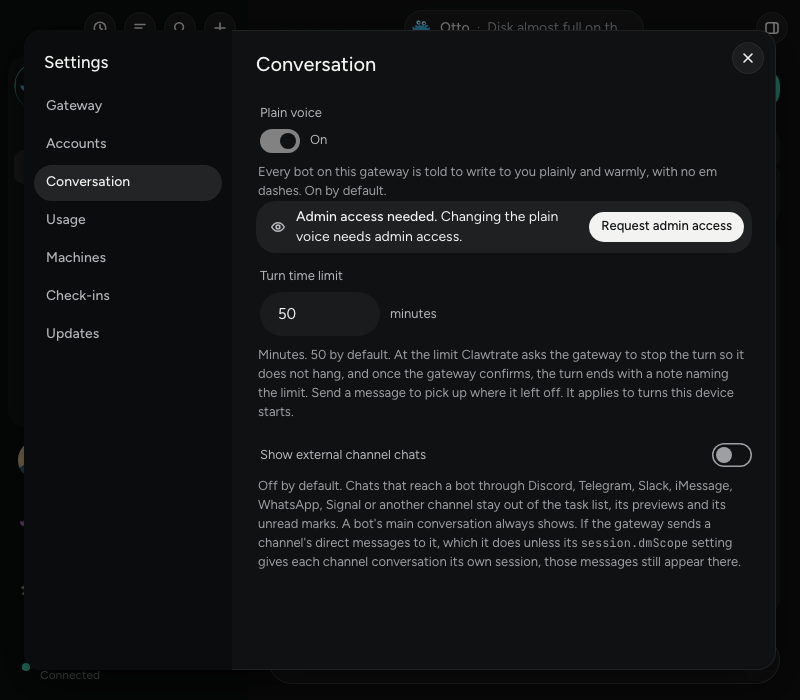 Otto · Disk almost full on th
Settings
Gateway
Accounts
Conversation
Usage
Machines
Check-ins
Updates
Connected
Conversation
Plain voice
On
Every bot on this gateway is told to write to you plainly and warmly, with no em
dashes. On by default.
Admin access needed. Changing the plain
voice needs admin access.
Request admin access
Turn time limit
50 minutes
Minutes. 50 by default. At the limit Clawtrate asks the gateway to stop the turn so it
does not hang, and once the gateway confirms, the turn ends with a note naming
the limit. Send a message to pick up where it left off. It applies to turns this device
starts.
Show external channel chats
Off by default. Chats that reach a bot through Discord, Telegram, Slack, iMessage,
WhatsApp, Signal or another channel stay out of the task list, its previews and its
unread marks. A bot's main conversation always shows. If the gateway sends a
channel's direct messages to it, which it does unless its session.dmScope setting
gives each channel conversation its own session, those messages still appear there.